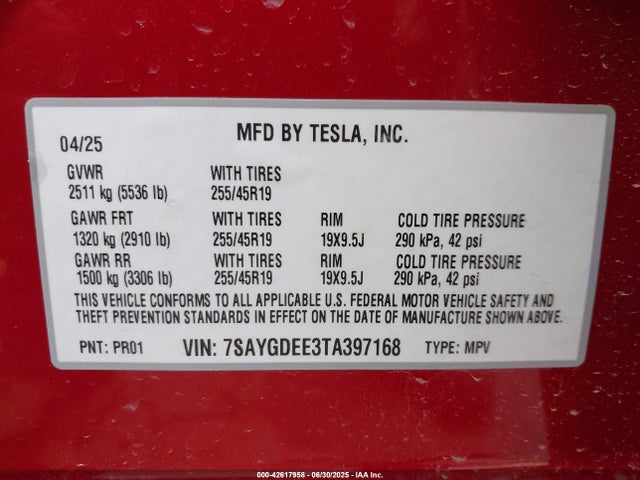 04/25 MFD BY TESLA, INC.
GVWR WITH TIRES
2511 kg (5536 lb) 255/45R19
GAWR FRT WITH TIRES RIM COLD TIRE PRESSURE
1320 kg (2910 lb) 255/45R19 19X9.5J 290 kPa, 42 psi
GAWR RR WITH TIRES RIM COLD TIRE PRESSURE
1500 kg (3306 lb) 255/45R19 19X9.5J 290 kPa, 42 psi
THIS VEHICLE CONFORMS TO ALL APPLICABLE U.S. FEDERAL MOTOR VEHICLE SAFETY AND
THEFT PREVENTION STANDARDS IN EFFECT ON THE DATE OF MANUFACTURE SHOWN ABOVE.
PNT: PR01 VIN: 7SAYGDEE3TA397168 TYPE: MPV
000-42617958 - 06/30/2025 - IAA Inc.